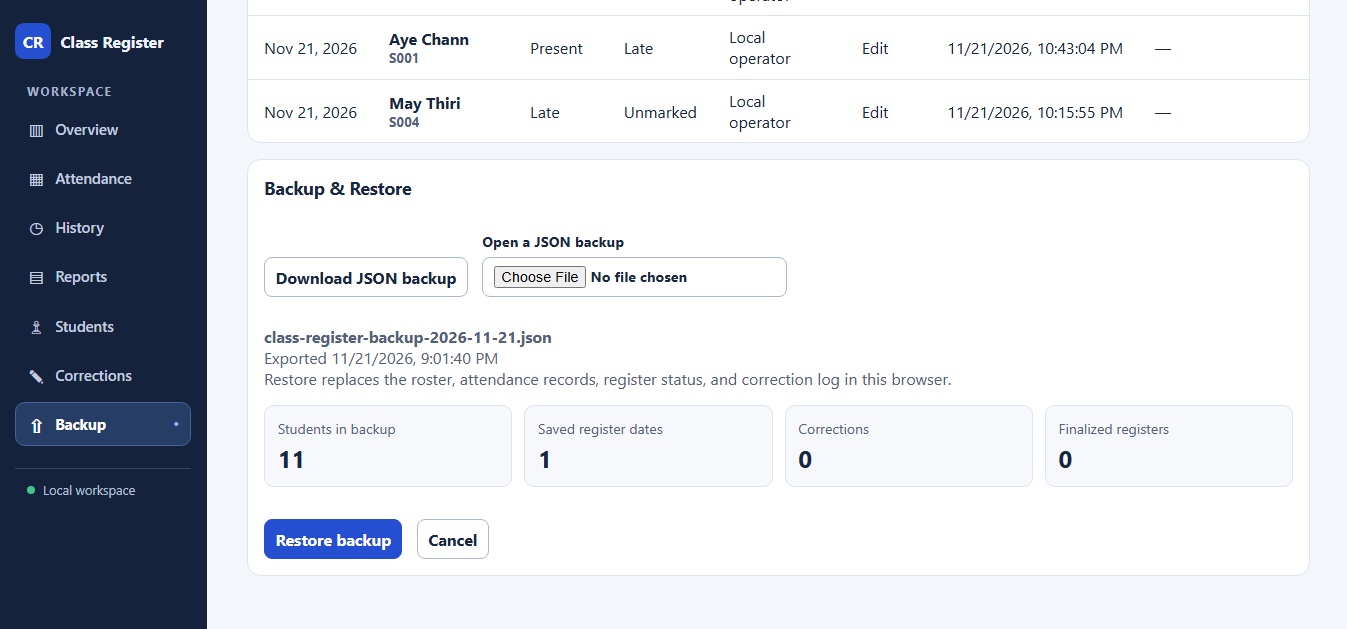 CR Class Register
WORKSPACE
Overview
Attendance
History
Reports
Students
Corrections
Backup
Local workspace
operator
Nov 21, 2026 Aye Chann S001 Present Late Local operator Edit 11/21/2026, 10:43:04 PM —
Nov 21, 2026 May Thiri S004 Late Unmarked Local operator Edit 11/21/2026, 10:15:55 PM —
Backup & Restore
Open a JSON backup
Download JSON backup Choose File No file chosen
class-register-backup-2026-11-21.json
Exported 11/21/2026, 9:01:40 PM
Restore replaces the roster, attendance records, register status, and correction log in this browser.
Students in backup Saved register dates Corrections Finalized registers
11 1 0 0
Restore backup Cancel